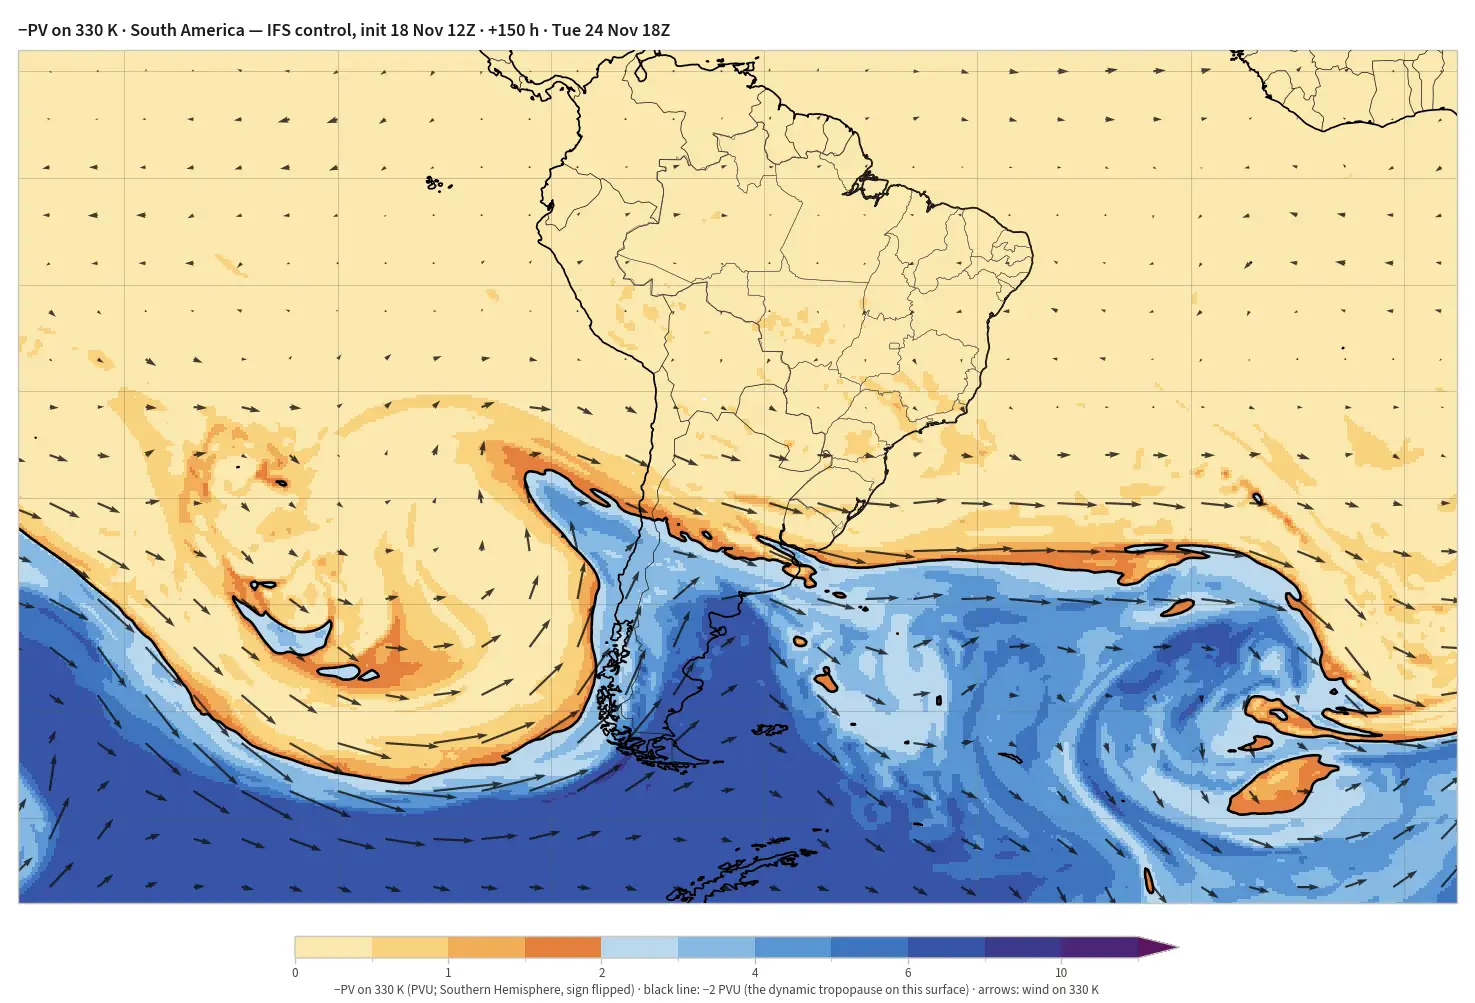 −PV on 330 K · South America — IFS control, init 18 Nov 12Z · +150 h · Tue 24 Nov 18Z
0 1 2 4 6 10
−PV on 330 K (PVU; Southern Hemisphere, sign flipped) · black line: −2 PVU (the dynamic tropopause on this surface) · arrows: wind on 330 K